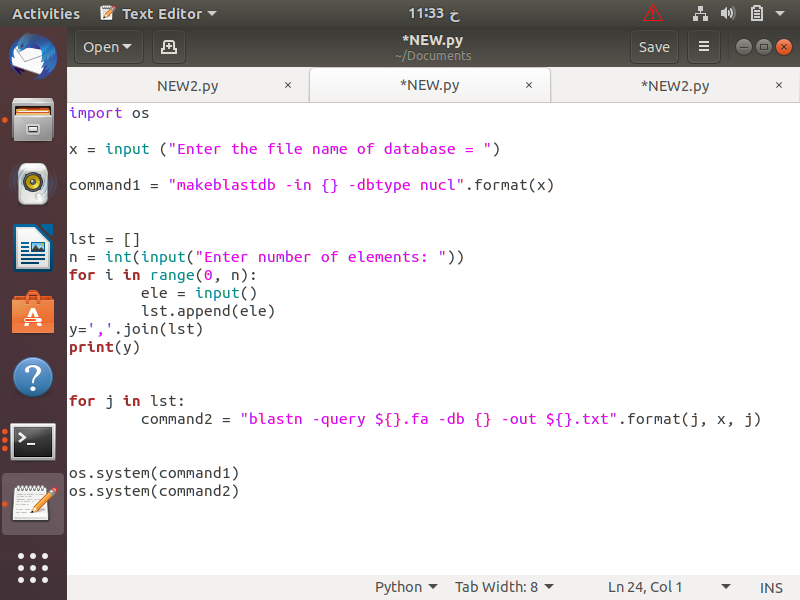 Activities Text Editor 11:33 خ
Open *NEW.py Save
~/Documents
NEW2.py × *NEW.py × *NEW2.py ×
import os
x = input ("Enter the file name of database = ")
command1 = "makeblastdb -in {} -dbtype nucl".format(x)
lst = []
n = int(input("Enter number of elements: "))
for i in range(0, n):
        ele = input()
        lst.append(ele)
y=','.join(lst)
print(y)
for j in lst:
        command2 = "blastn -query ${}.fa -db {} -out ${}.txt".format(j, x, j)
os.system(command1)
os.system(command2)
Python Tab Width: 8 Ln 24, Col 1 INS